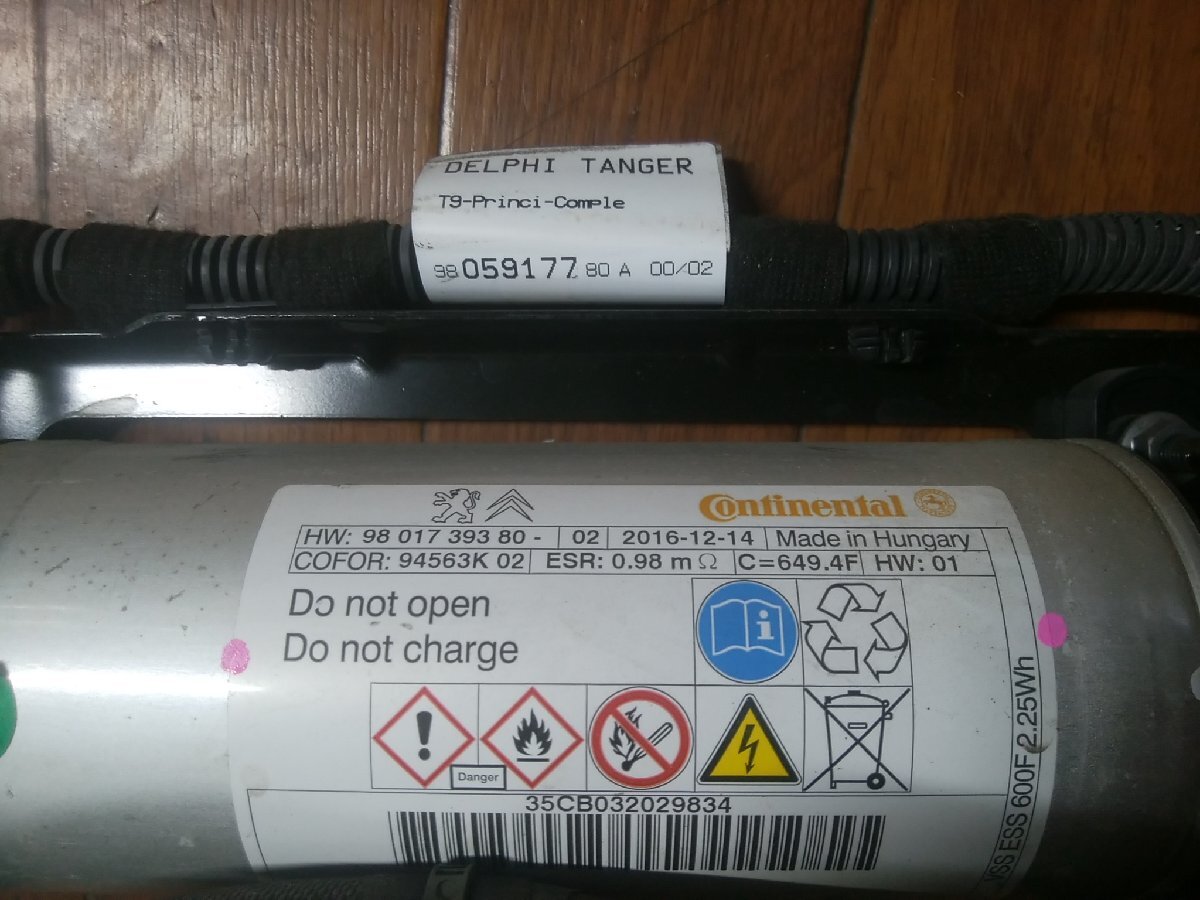 DELPHI TANGER
T9-Princi-Comple
98 059177 80 A 00/02
Continental
HW: 98 017 393 80 - 02 2016-12-14 Made in Hungary
COFOR: 94563K 02 ESR: 0.98 m Ω C=649.4F HW: 01
Do not open
Do not charge
Danger
35CB032029834
VSS ESS 600F 2.25Wh